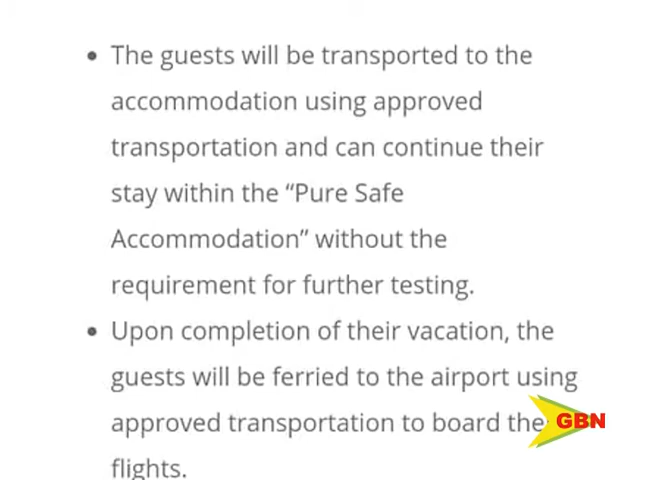 • The guests will be transported to the
accommodation using approved
transportation and can continue their
stay within the “Pure Safe
Accommodation” without the
requirement for further testing.
• Upon completion of their vacation, the
guests will be ferried to the airport using
approved transportation to board the
flights.
GBN